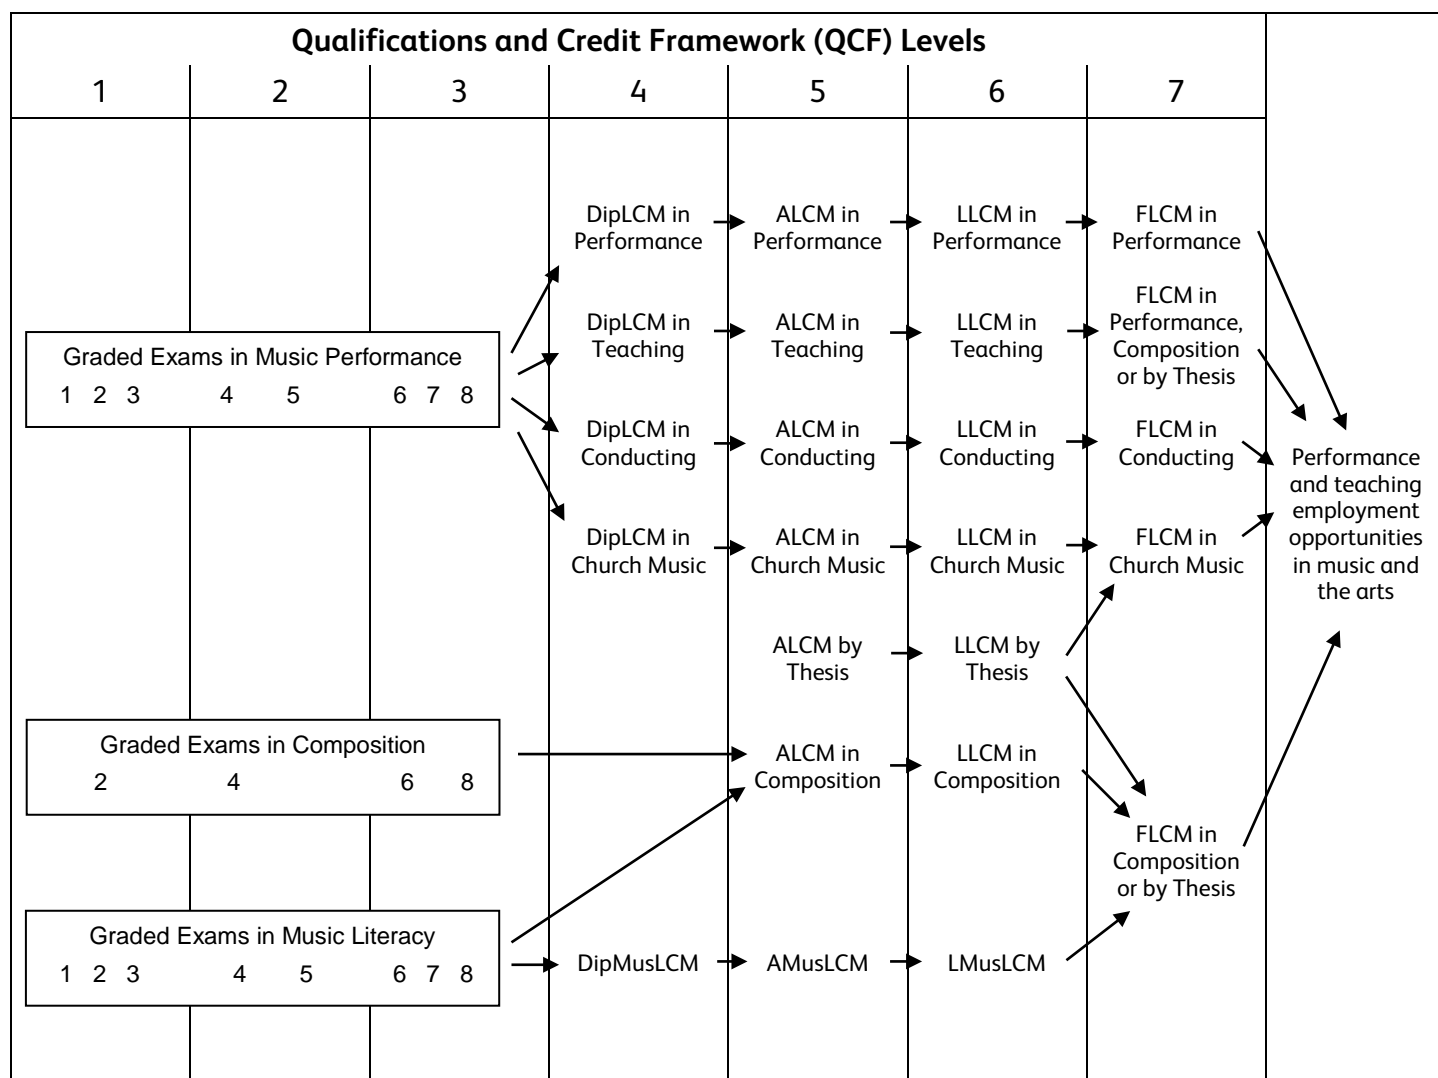 Qualifications and Credit Framework (QCF) Levels
1 2 3 4 5 6 7
DipLCM in
Performance
ALCM in
Performance
LLCM in
Performance
FLCM in
Performance
Graded Exams in Music Performance
1 2 3 4 5 6 7 8
DipLCM in
Teaching
ALCM in
Teaching
LLCM in
Teaching
FLCM in
Performance,
Composition
or by Thesis
DipLCM in
Conducting
ALCM in
Conducting
LLCM in
Conducting
FLCM in
Conducting
DipLCM in
Church Music
ALCM in
Church Music
LLCM in
Church Music
FLCM in
Church Music
Performance
and teaching
employment
opportunities
in music and
the arts
ALCM by
Thesis
LLCM by
Thesis
Graded Exams in Composition
2 4 6 8
ALCM in
Composition
LLCM in
Composition
FLCM in
Composition
or by Thesis
Graded Exams in Music Literacy
1 2 3 4 5 6 7 8
DipMusLCM
AMusLCM
LMusLCM